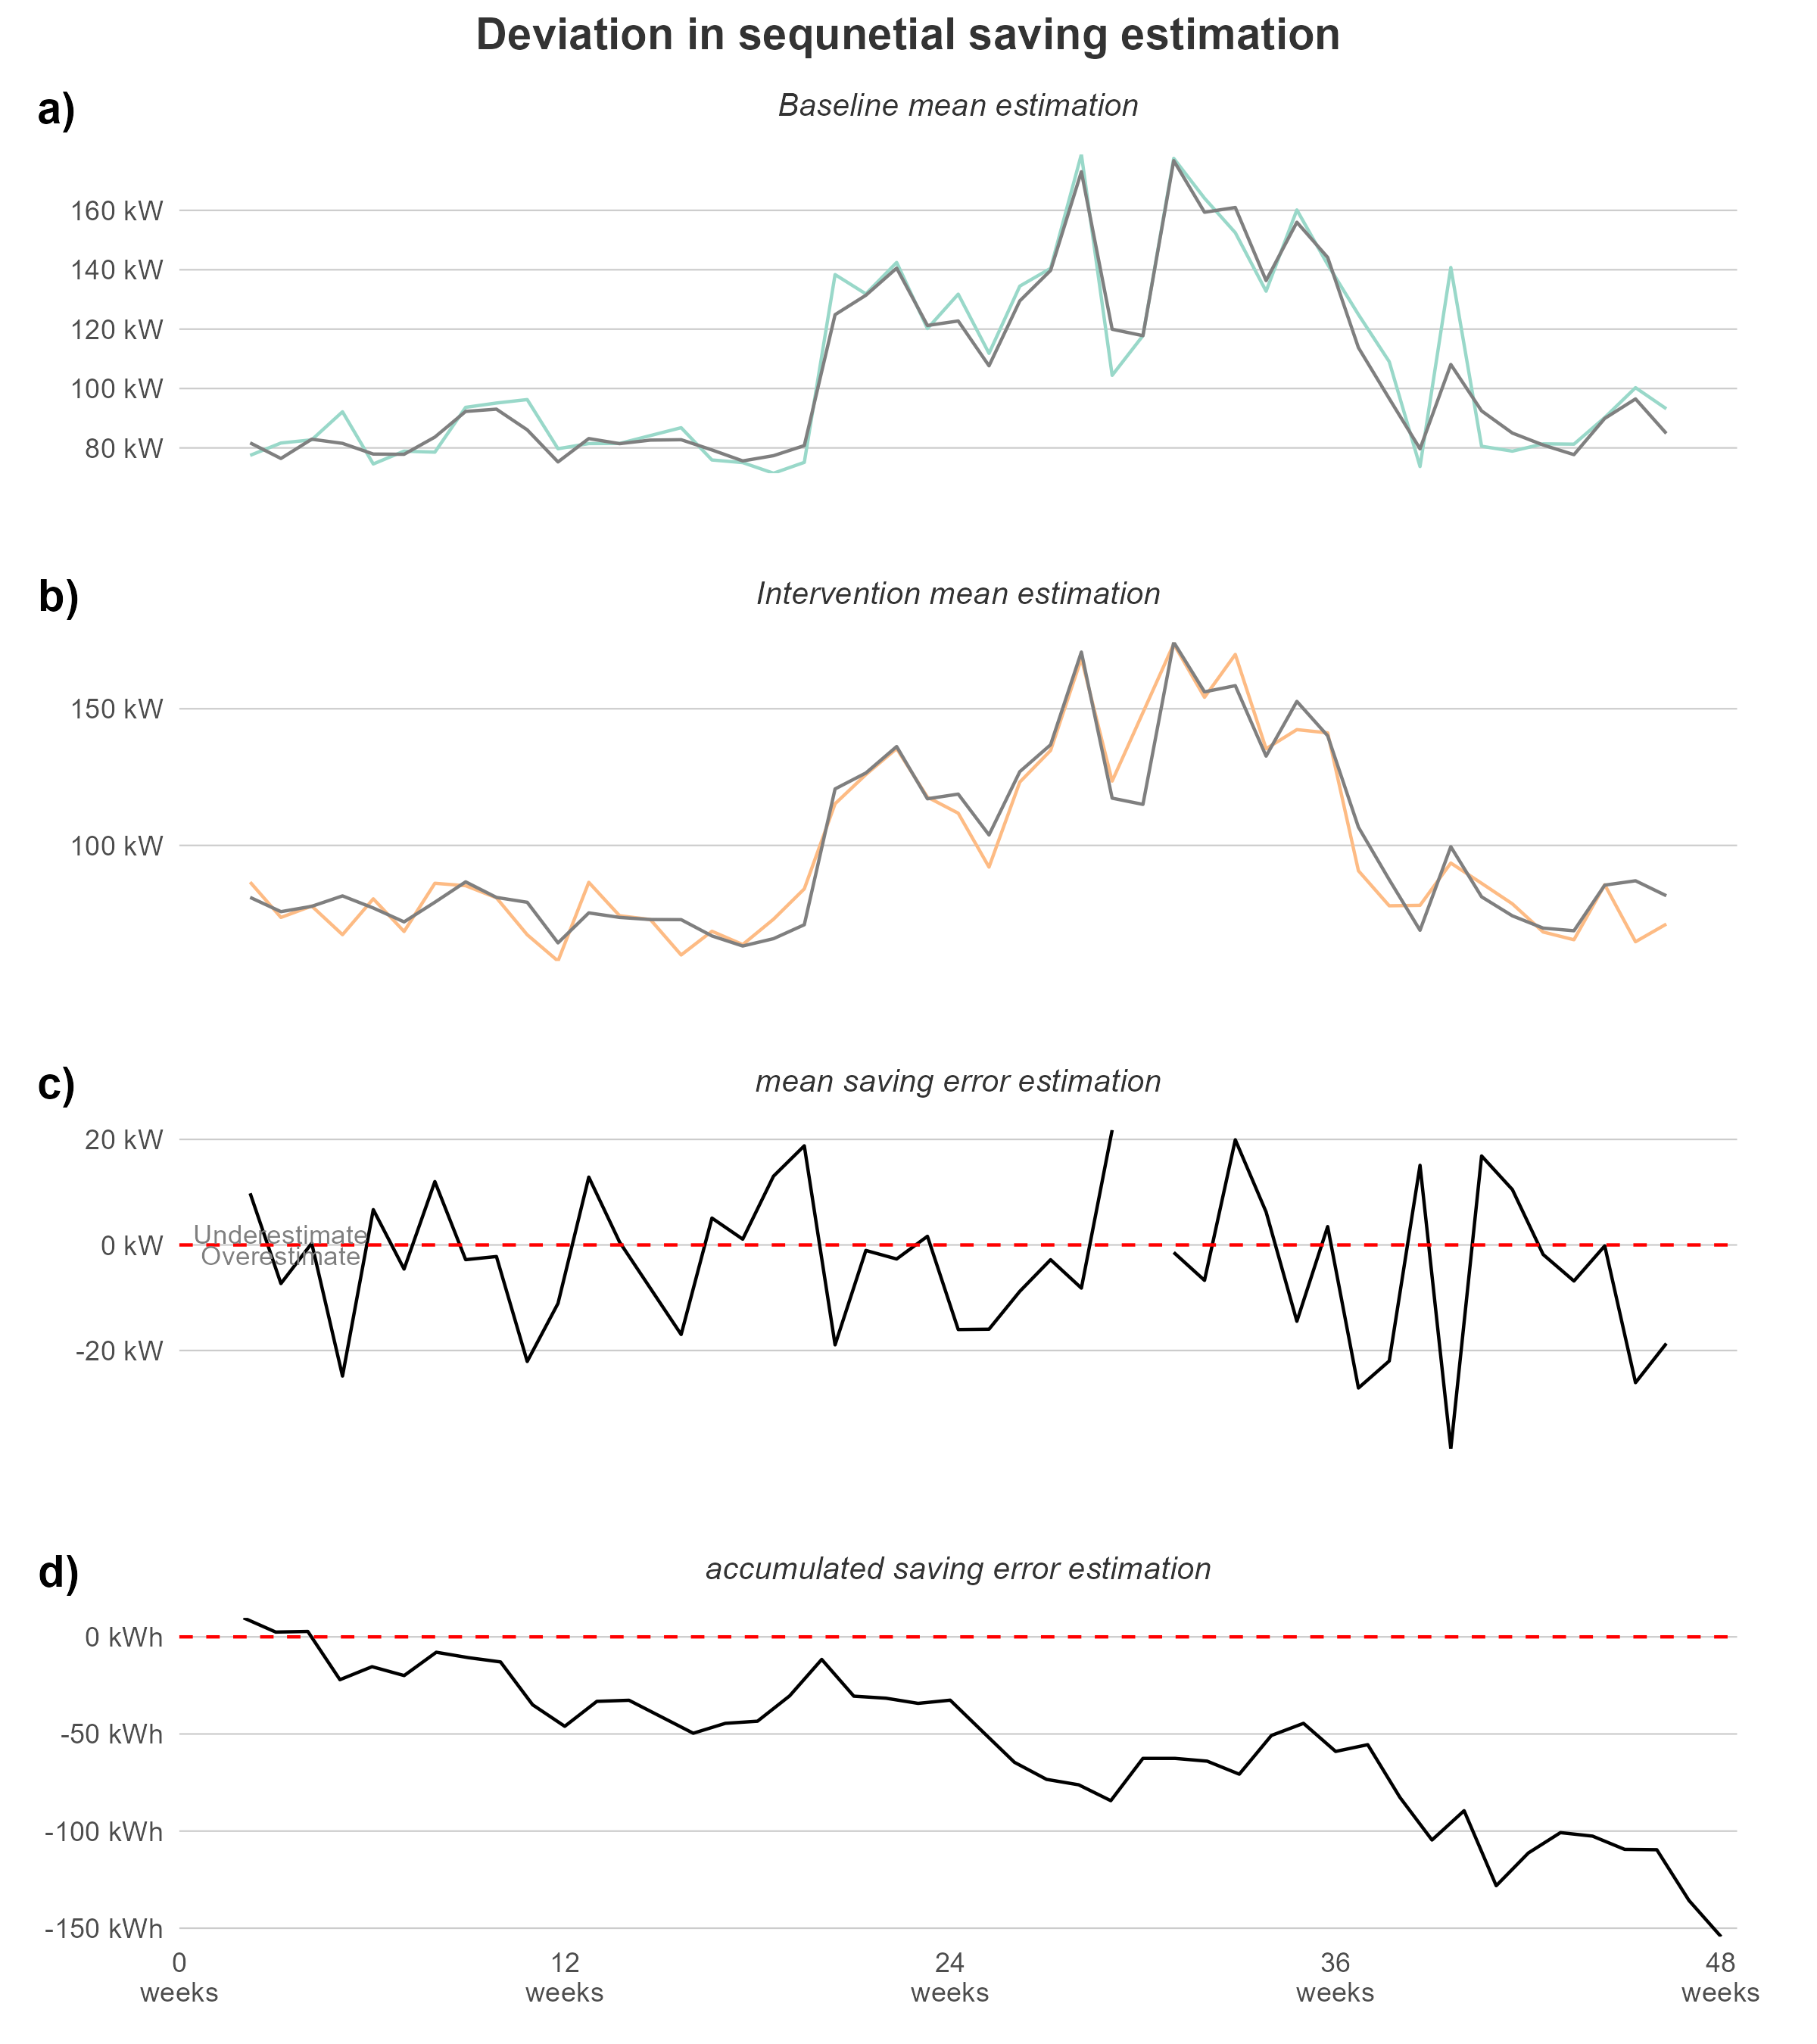 Deviation in sequnetial saving estimation
a)
Baseline mean estimation
160 kW
140 kW
120 kW
100 kW
80 kW
b)
Intervention mean estimation
150 kW
100 kW
c)
mean saving error estimation
20 kW
Underestimate
0 kW
Overestimate
-20 kW
d)
accumulated saving error estimation
0 kWh
-50 kWh
-100 kWh
-150 kWh
0 12 24 36 48
weeks weeks weeks weeks weeks